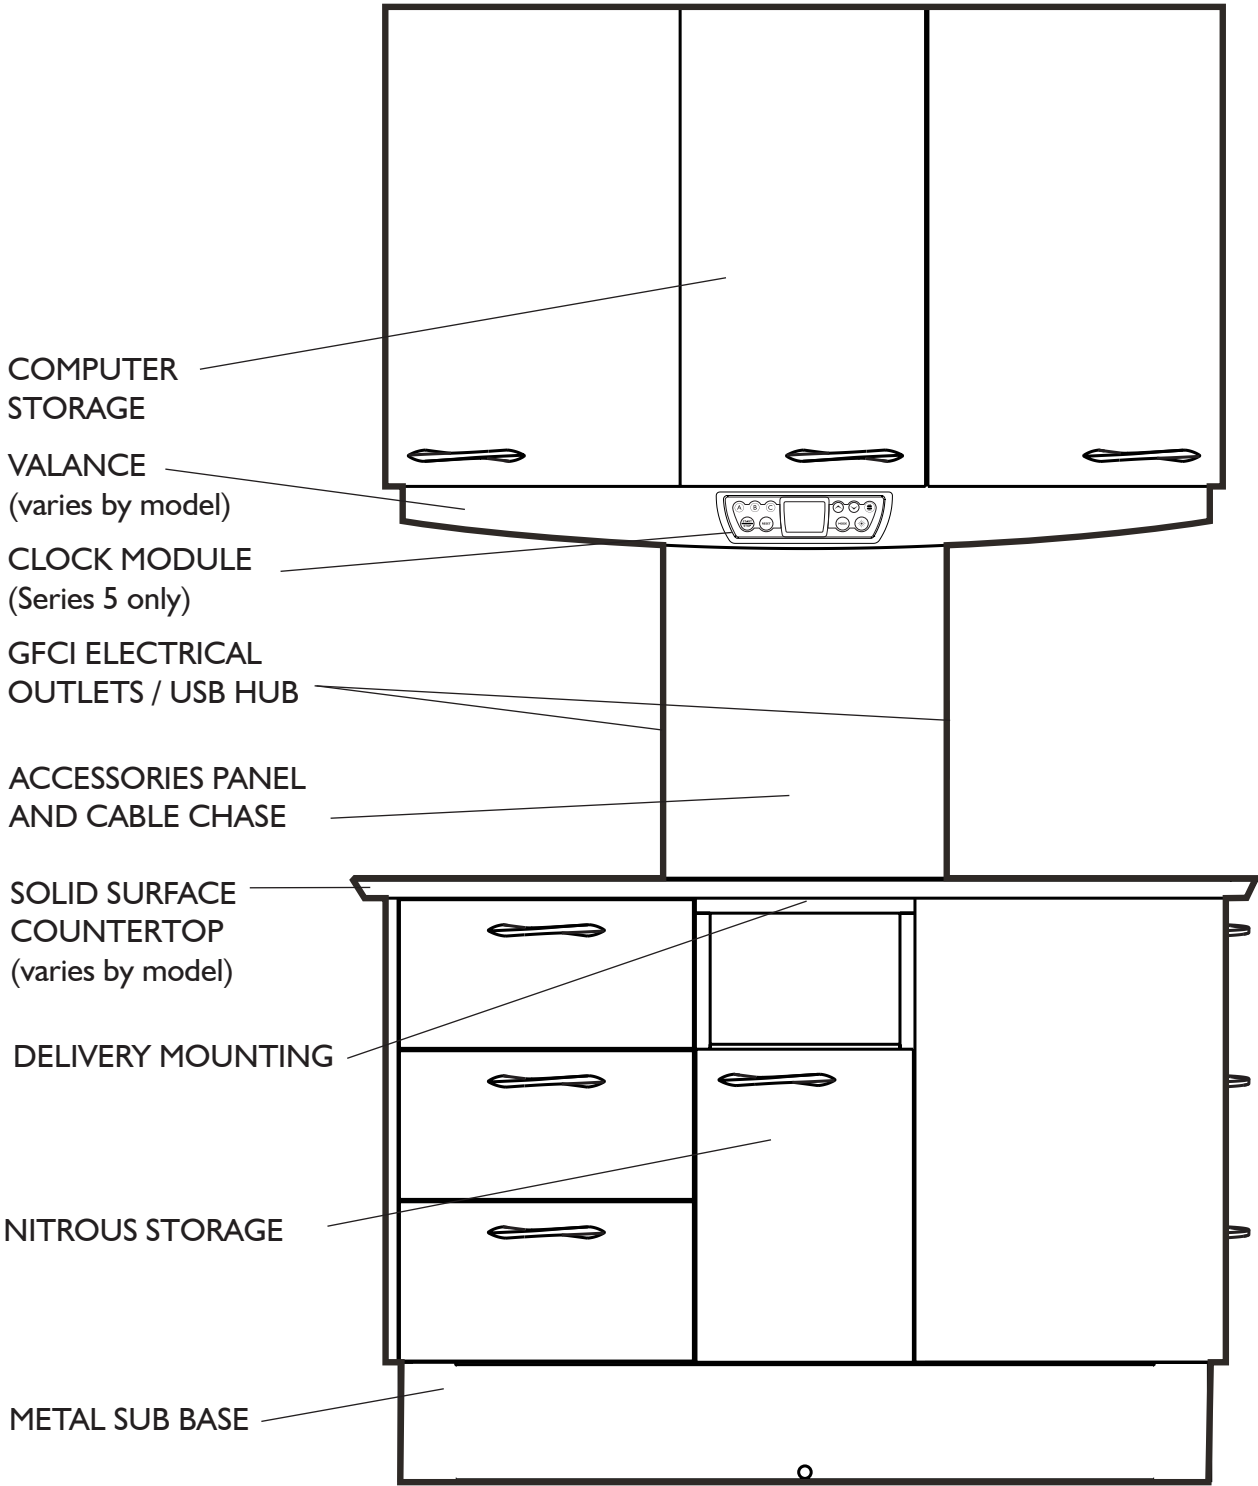 COMPUTER
STORAGE
VALANCE
(varies by model)
A B C
CLOCK MODULE
(Series 5 only)
GFCI ELECTRICAL
OUTLETS / USB HUB
ACCESSORIES PANEL
AND CABLE CHASE
SOLID SURFACE
COUNTERTOP
(varies by model)
DELIVERY MOUNTING
NITROUS STORAGE
METAL SUB BASE